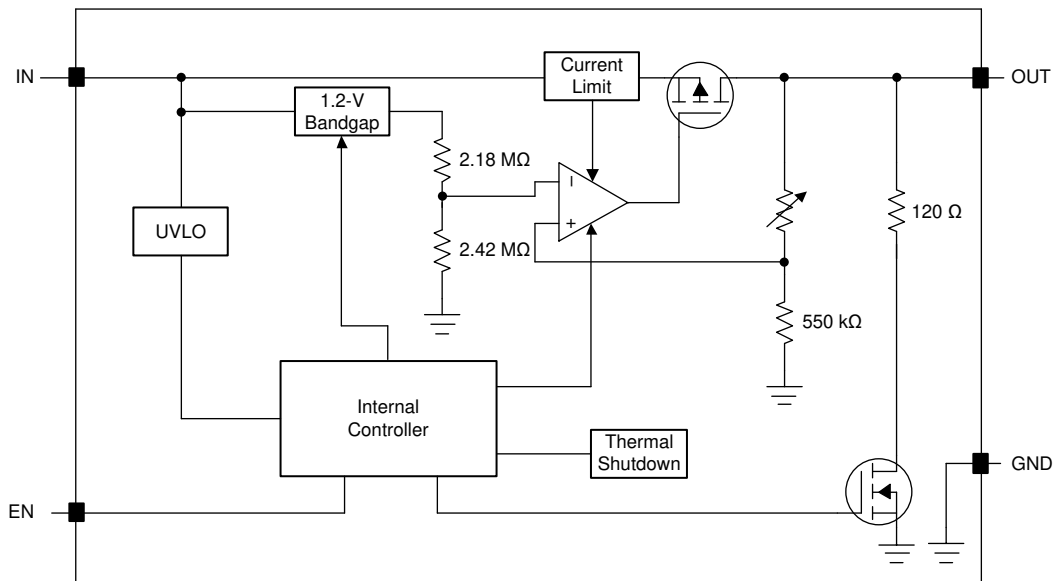 IN
Current
Limit
OUT
1.2-V
Bandgap
2.18 MΩ
UVLO
2.42 MΩ
120 Ω
550 kΩ
Internal
Controller
Thermal
Shutdown
GND
EN